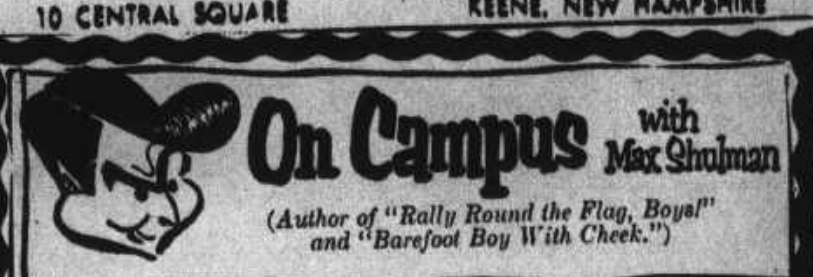 10 CENTRAL SQUARE KEENE, NEW HAMPSHIRE
On Campus with Max Shulman
(Author of "Rally Round the Flag, Boys!"
and "Barefoot Boy With Cheek.")